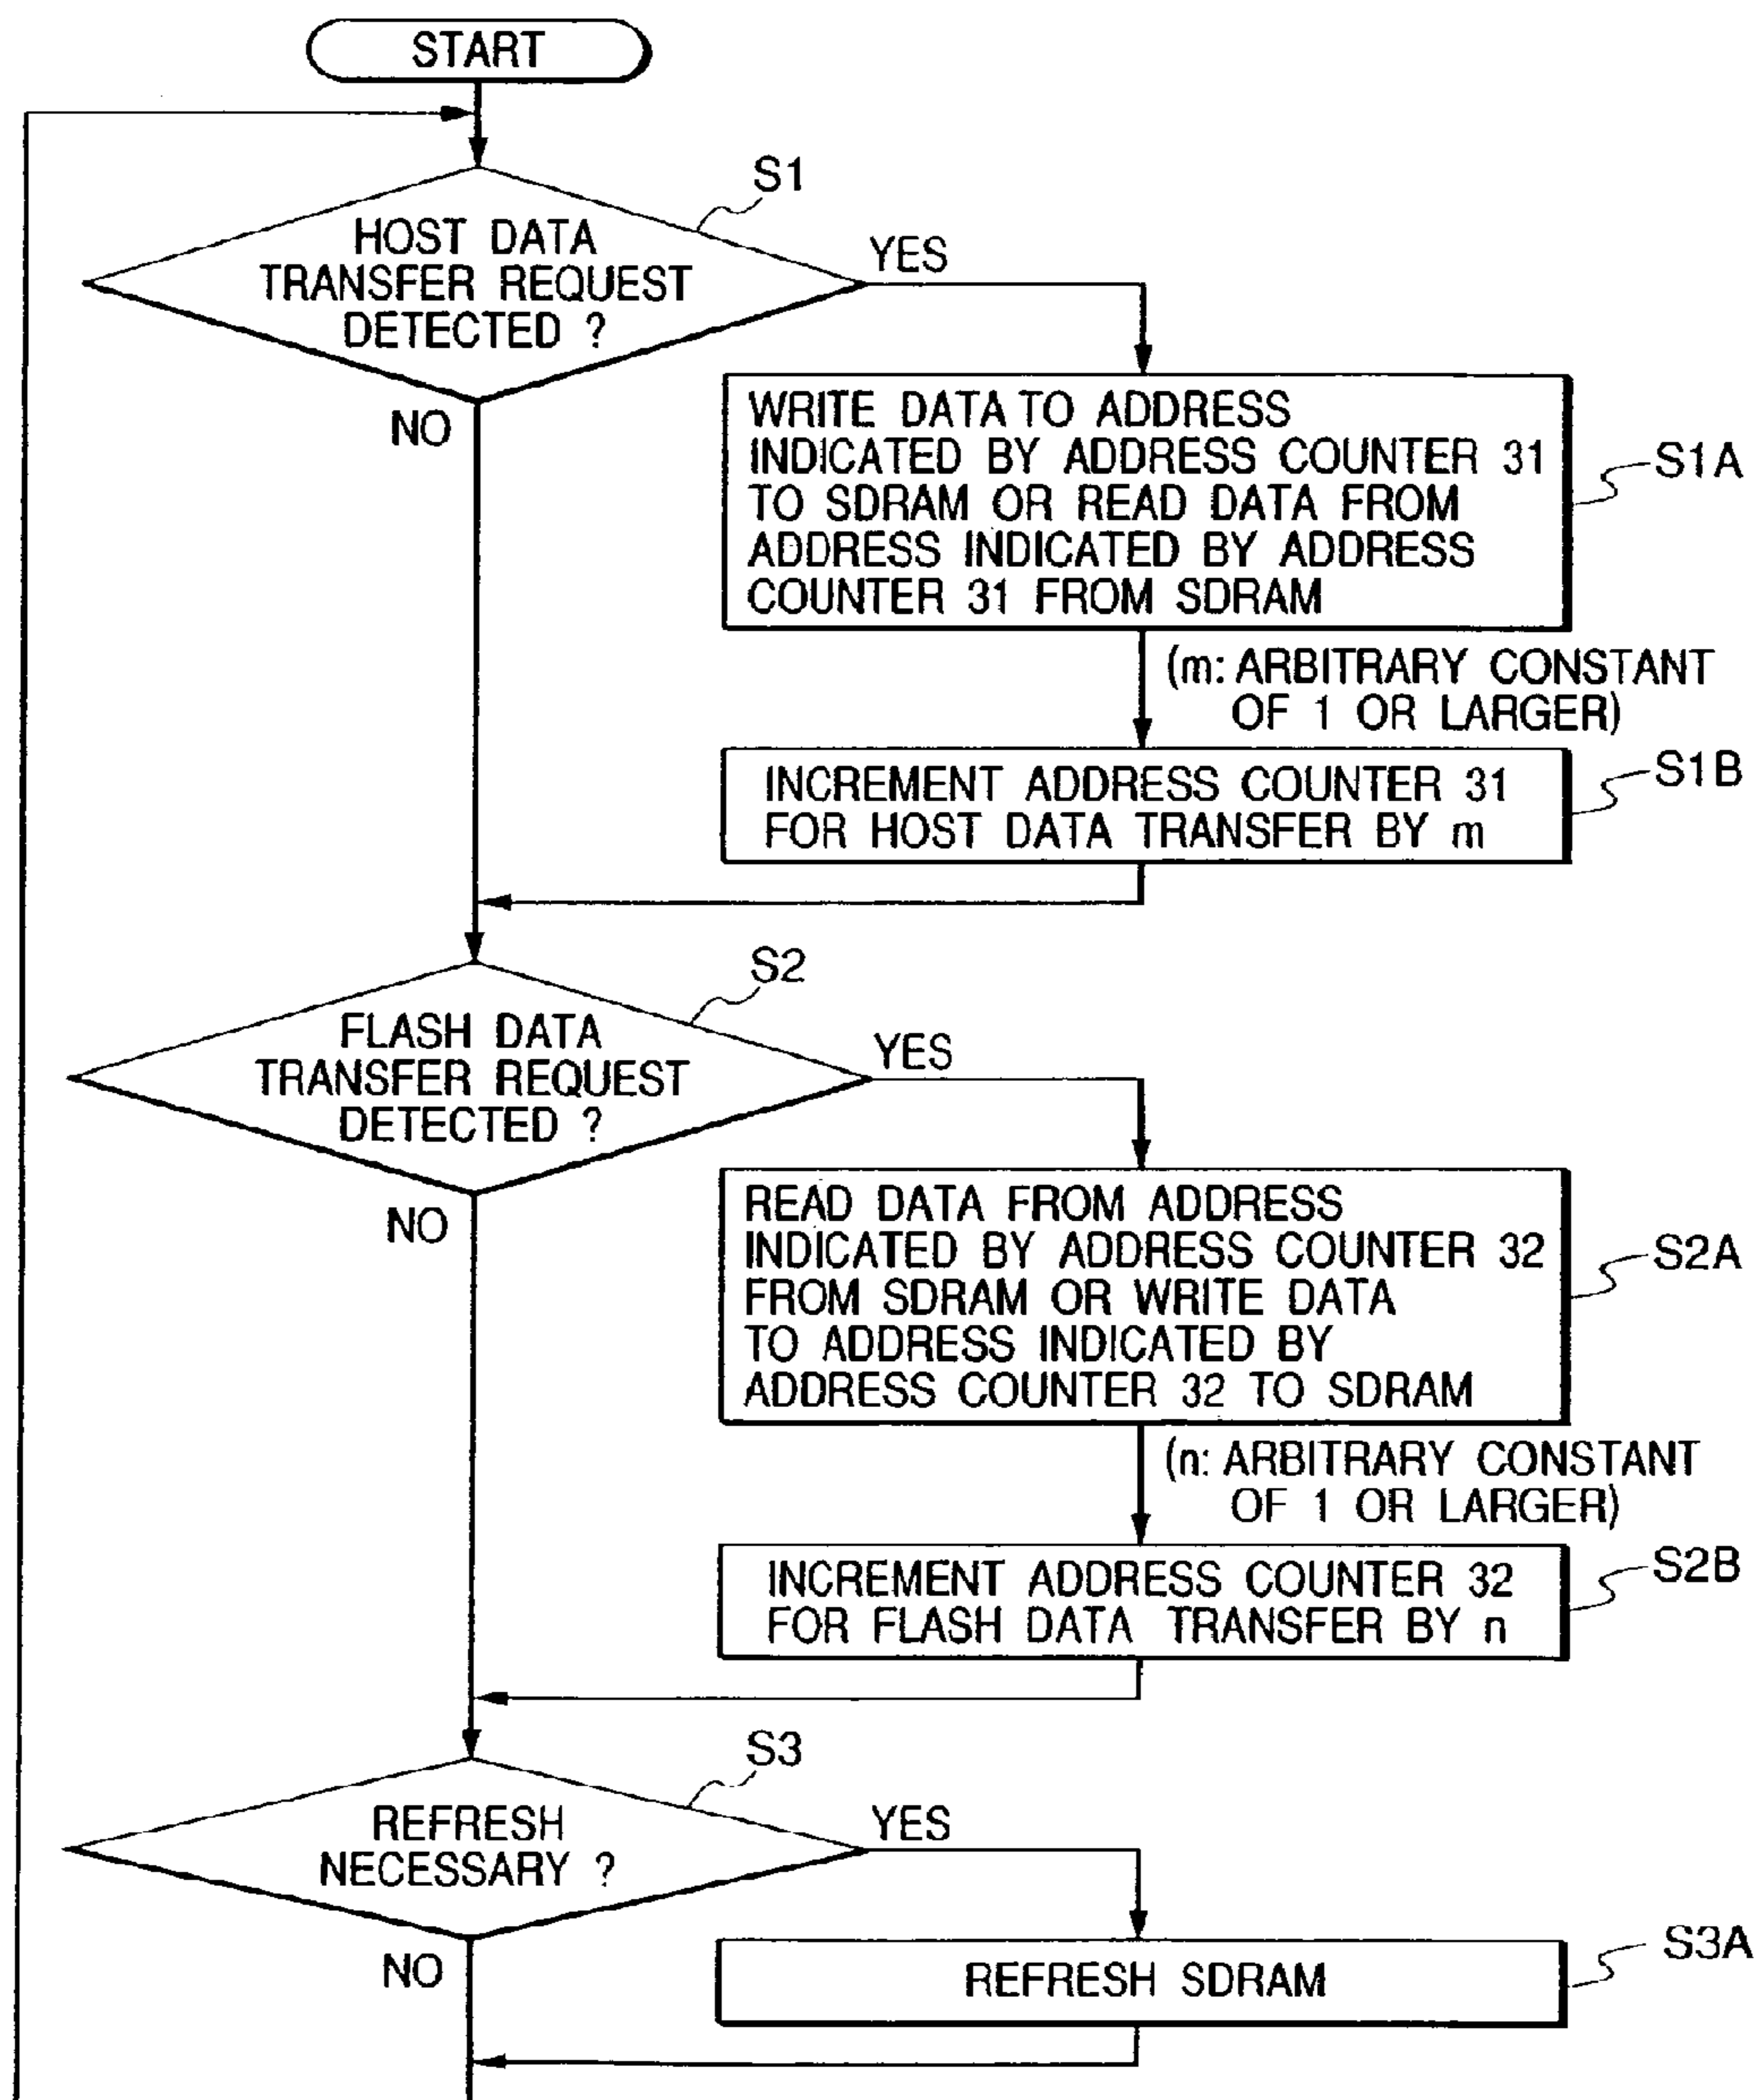 START
S1
HOST DATA
TRANSFER REQUEST
DETECTED ?
YES
NO
WRITE DATA TO ADDRESS
INDICATED BY ADDRESS COUNTER 31
TO SDRAM OR READ DATA FROM
ADDRESS INDICATED BY ADDRESS
COUNTER 31 FROM SDRAM
S1A
(m: ARBITRARY CONSTANT
OF 1 OR LARGER)
INCREMENT ADDRESS COUNTER 31
FOR HOST DATA TRANSFER BY m
S1B
S2
FLASH DATA
TRANSFER REQUEST
DETECTED ?
YES
NO
READ DATA FROM ADDRESS
INDICATED BY ADDRESS COUNTER 32
FROM SDRAM OR WRITE DATA
TO ADDRESS INDICATED BY
ADDRESS COUNTER 32 TO SDRAM
S2A
(n: ARBITRARY CONSTANT
OF 1 OR LARGER)
INCREMENT ADDRESS COUNTER 32
FOR FLASH DATA TRANSFER BY n
S2B
S3
REFRESH
NECESSARY ?
YES
NO
REFRESH SDRAM
S3A